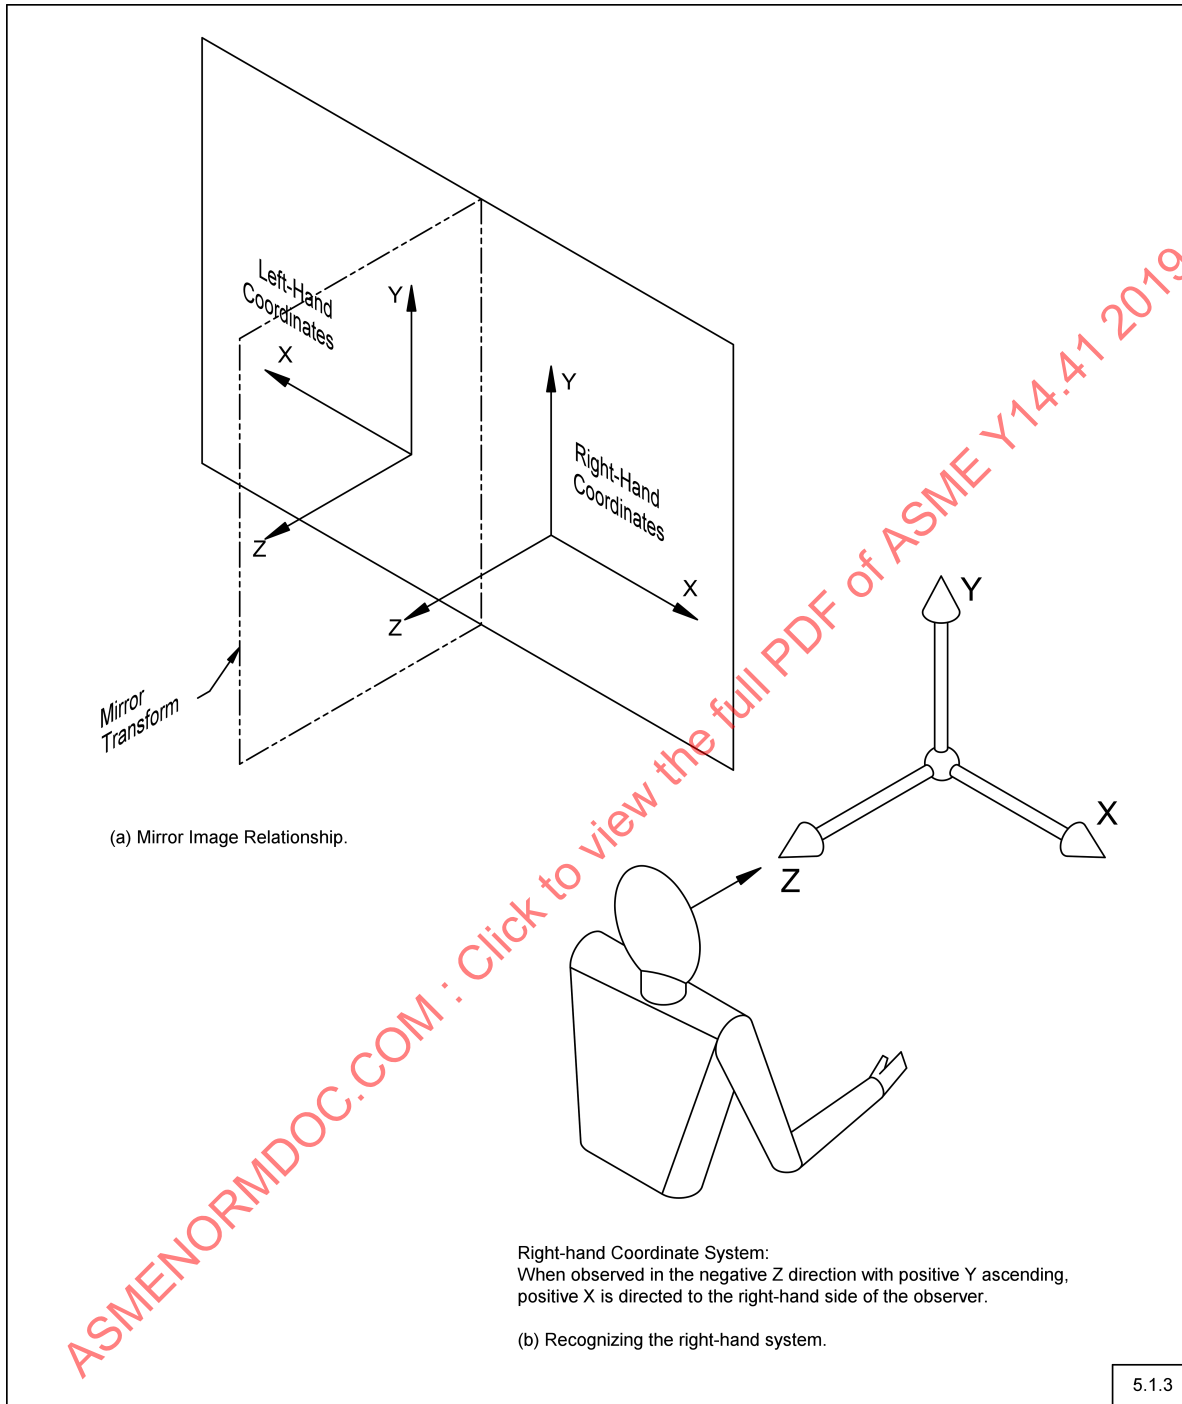 Left-Hand
Coordinates
Y
X
Z
Y
Right-Hand
Coordinates
X
Z
Mirror
Transform
(a) Mirror Image Relationship.
Y
X
Z
Right-hand Coordinate System:
When observed in the negative Z direction with positive Y ascending,
positive X is directed to the right-hand side of the observer.
(b) Recognizing the right-hand system.
5.1.3
ASMENORMDOC.COM : Click to view the full PDF of ASME Y14.41 2019